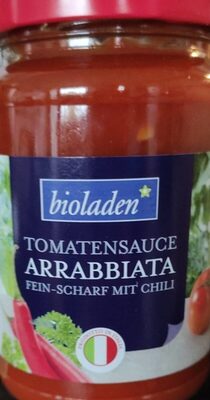 bioladen
TOMATENSAUCE
ARRABBIATA
FEIN-SCHARF MIT CHILI